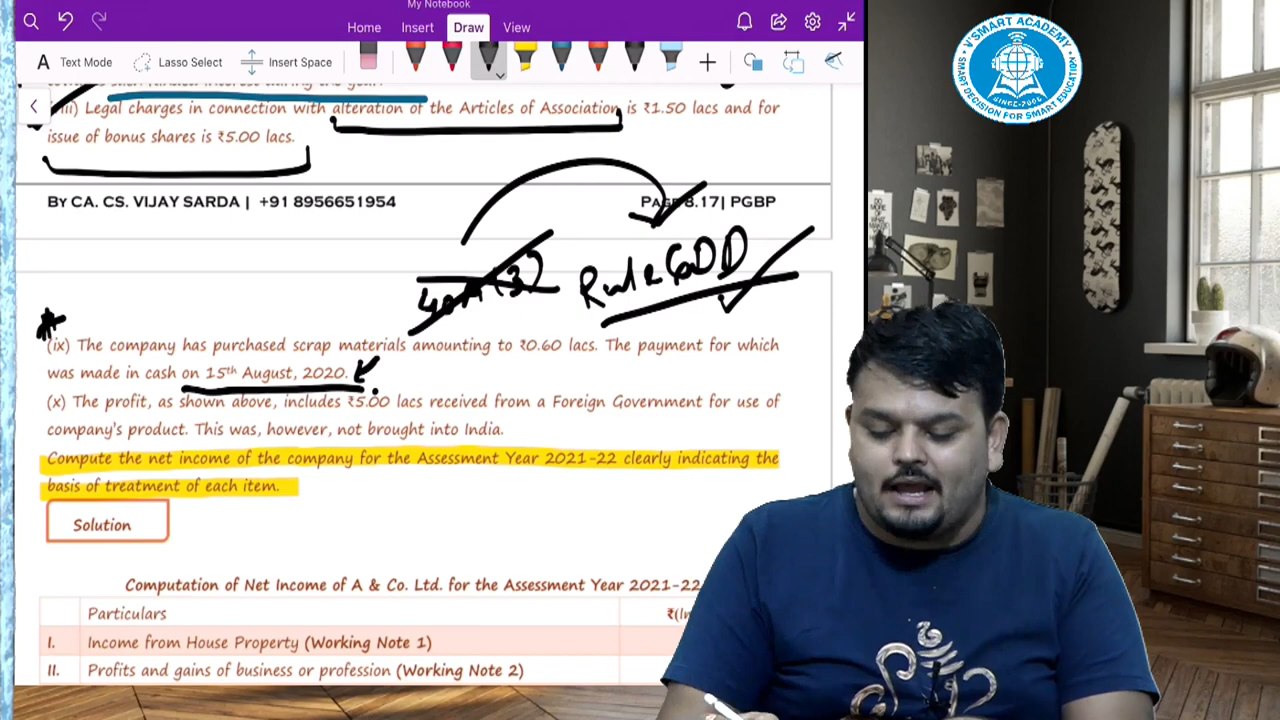 My Notebook
Home Insert Draw View
A Text Mode Lasso Select Insert Space
Legal charges in connection with alteration of the Articles of Association is ₹1.50 lacs and for
issue of bonus shares is ₹5.00 lacs.
BY CA. CS. VIJAY SARDA | +91 8956651954 PAGE 8.17| PGBP
40A(3) Rule 6DD
(ix) The company has purchased scrap materials amounting to ₹0.60 lacs. The payment for which
was made in cash on 15th August, 2020.
(x) The profit, as shown above, includes ₹5.00 lacs received from a Foreign Government for use of
company's product. This was, however, not brought into India.
Compute the net income of the company for the Assessment Year 2021-22 clearly indicating the
basis of treatment of each item.
Solution
Computation of Net Income of A & Co. Ltd. for the Assessment Year 2021-22
Particulars
I. Income from House Property (Working Note 1)
II. Profits and gains of business or profession (Working Note 2)
V'SMART ACADEMY
SMART DECISION FOR SMART EDUCATION